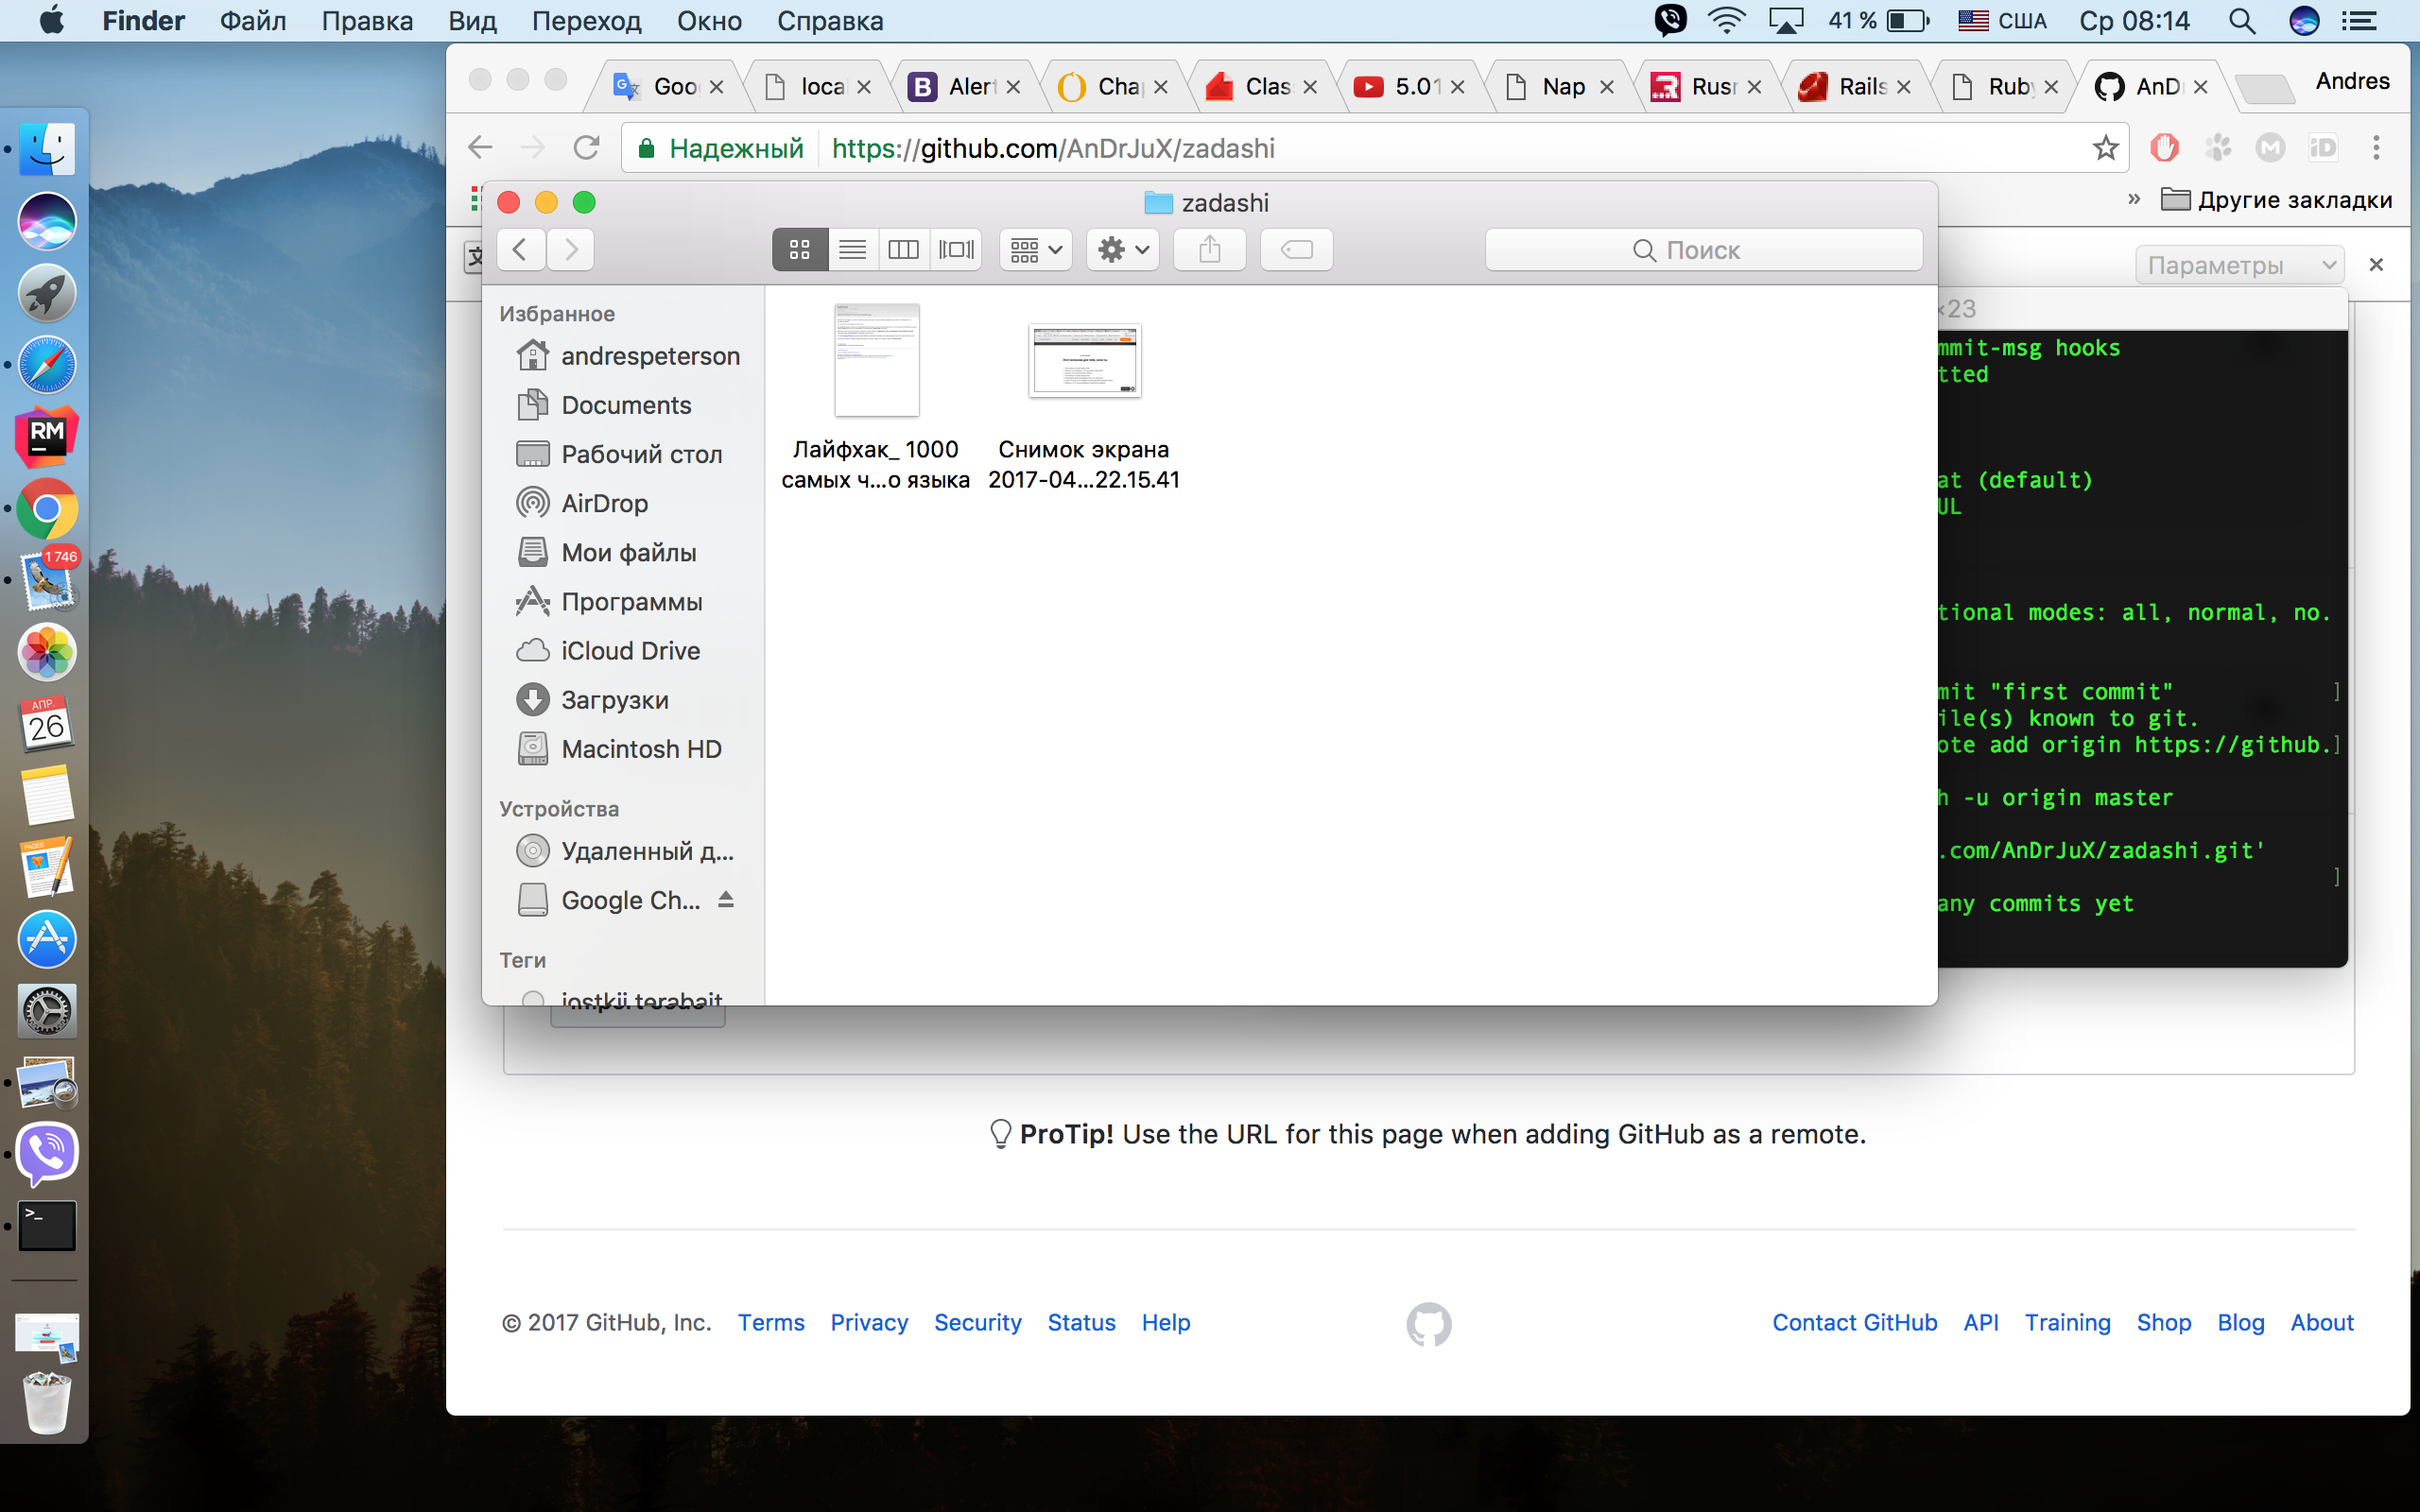 Finder Файл Правка Вид Переход Окно Справка 41 % США Ср 08:14
Goo loca Alert Cha Clas 5.01 Nap Rusr Rails Ruby AnD Andres
Надежный https://github.com/AnDrJuX/zadashi
Другие закладки
zadashi
Поиск
Параметры
×23
Избранное
andrespeterson
Documents
Рабочий стол
AirDrop
Мои файлы
Программы
iCloud Drive
Загрузки
Macintosh HD
Устройства
Удаленный д...
Google Ch...
Теги
Лайфхак_ 1000
самых ч...о языка
Снимок экрана
2017-04...22.15.41
mmit-msg hooks
tted
at (default)
UL
tional modes: all, normal, no.
mit "first commit" ]
ile(s) known to git.
ote add origin https://github.]
h -u origin master
.com/AnDrJuX/zadashi.git'
]
any commits yet
RM
1 746
АПР.
26
PAGES
>_
ProTip! Use the URL for this page when adding GitHub as a remote.
© 2017 GitHub, Inc. Terms Privacy Security Status Help
Contact GitHub API Training Shop Blog About